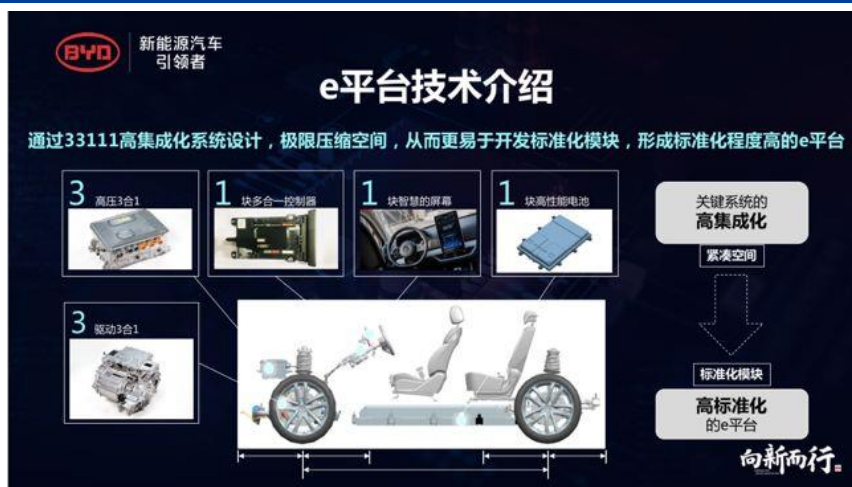 BYD
新能源汽车
引领者
e平台技术介绍
通过33111高集成化系统设计，极限压缩空间，从而更易于开发标准化模块，形成标准化程度高的e平台
3 高压3合1
1 块多合一控制器
1 块智慧的屏幕
1 块高性能电池
关键系统的
高集成化
紧凑空间
3 驱动3合1
标准化模块
高标准化
的e平台
向新而行